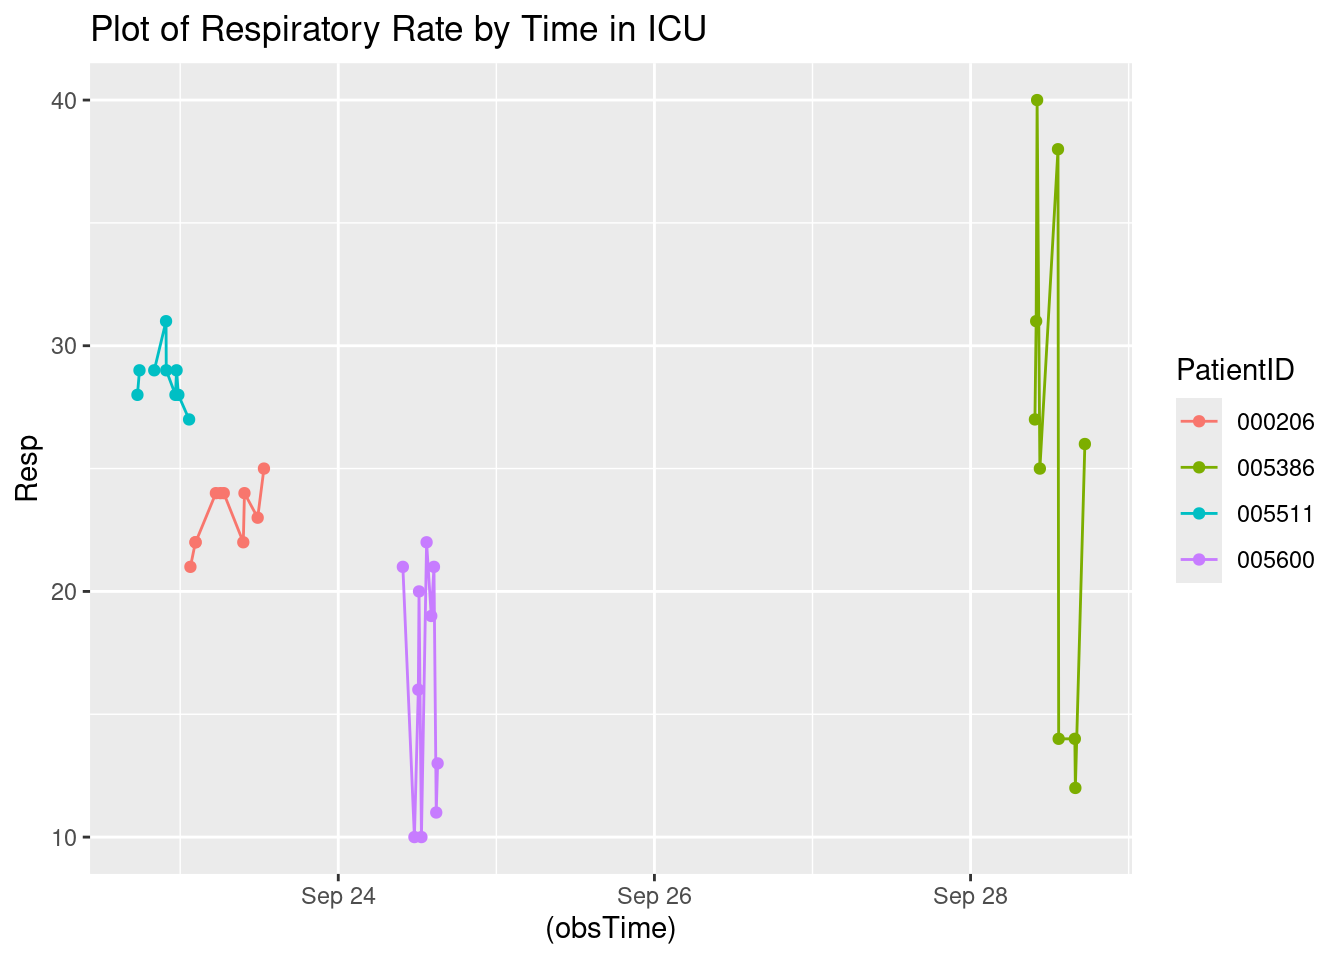 Plot of Respiratory Rate by Time in ICU
40
30
20
10
Resp
Sep 24
Sep 26
Sep 28
(obsTime)
PatientID
000206
005386
005511
005600